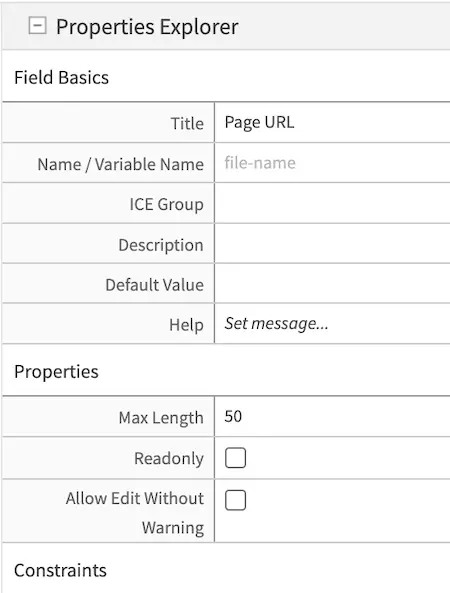 Properties Explorer
Field Basics
Title Page URL
Name / Variable Name file-name
ICE Group
Description
Default Value
Help Set message...
Properties
Max Length 50
Readonly
Allow Edit Without
Warning
Constraints